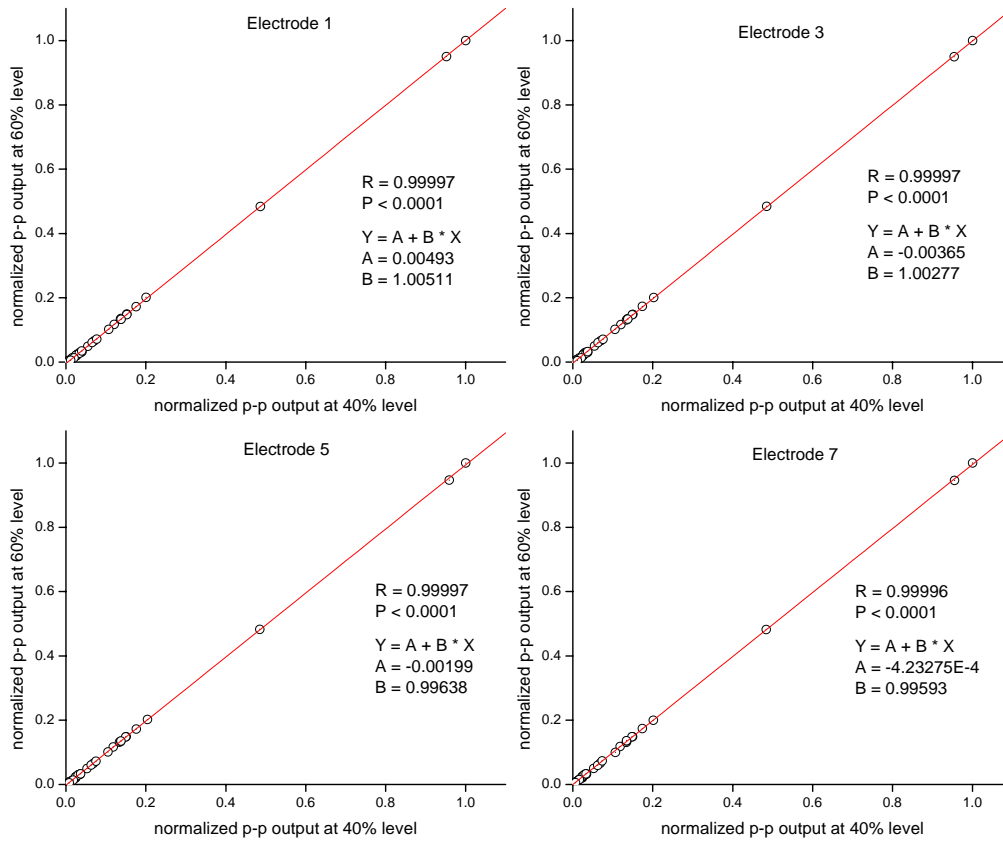 Electrode 1
normalized p-p output at 60% level
1.0
0.8
0.6
0.4
0.2
0.0
R = 0.99997
P < 0.0001
Y = A + B * X
A = 0.00493
B = 1.00511
0.0 0.2 0.4 0.6 0.8 1.0
normalized p-p output at 40% level
Electrode 3
normalized p-p output at 60% level
1.0
0.8
0.6
0.4
0.2
0.0
R = 0.99997
P < 0.0001
Y = A + B * X
A = -0.00365
B = 1.00277
0.0 0.2 0.4 0.6 0.8 1.0
normalized p-p output at 40% level
Electrode 5
normalized p-p output at 60% level
1.0
0.8
0.6
0.4
0.2
0.0
R = 0.99997
P < 0.0001
Y = A + B * X
A = -0.00199
B = 0.99638
0.0 0.2 0.4 0.6 0.8 1.0
normalized p-p output at 40% level
Electrode 7
normalized p-p output at 60% level
1.0
0.8
0.6
0.4
0.2
0.0
R = 0.99996
P < 0.0001
Y = A + B * X
A = -4.23275E-4
B = 0.99593
0.0 0.2 0.4 0.6 0.8 1.0
normalized p-p output at 40% level